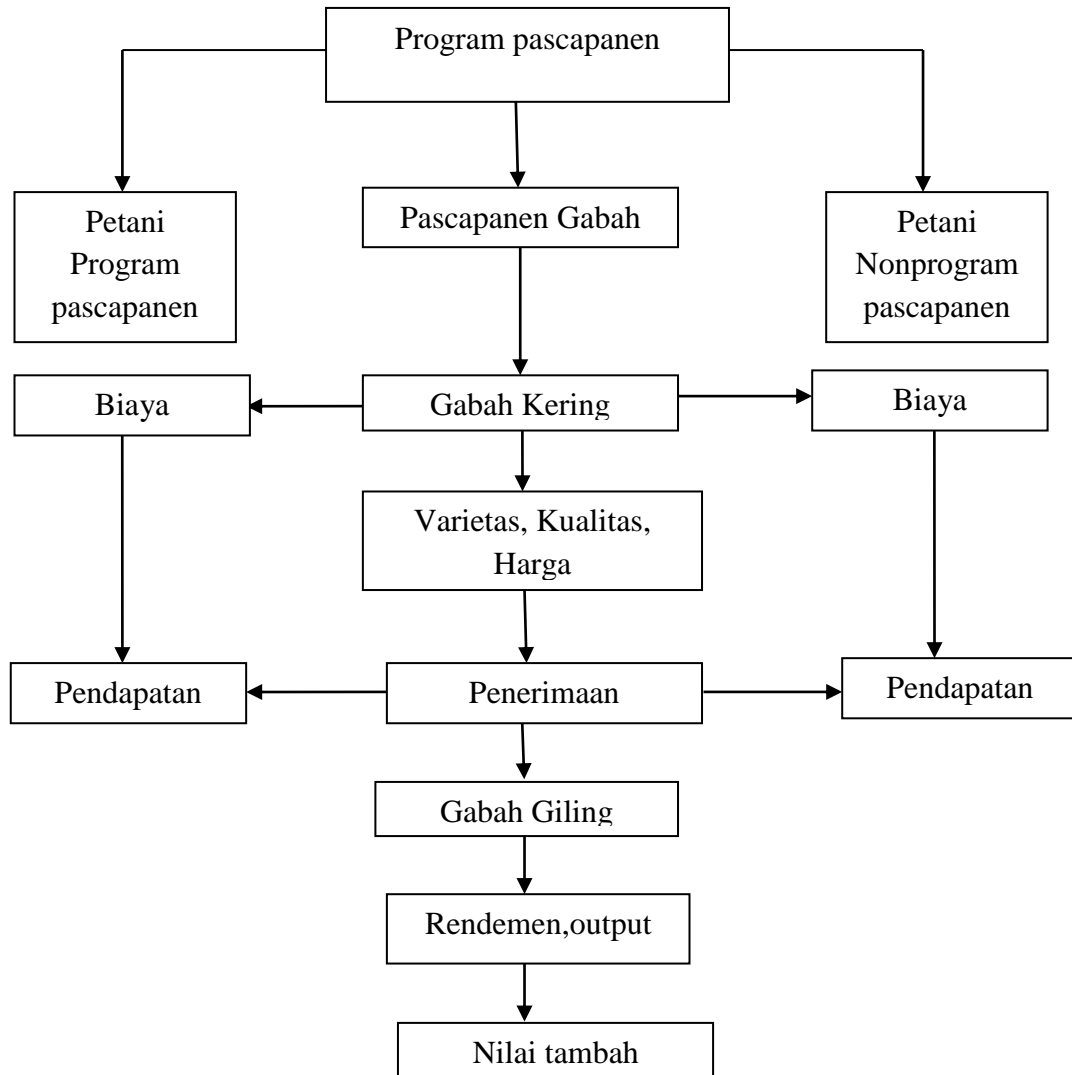 Program pascapanen
Petani
Program
pascapanen
Pascapanen Gabah
Petani
Nonprogram
pascapanen
Biaya
Gabah Kering
Biaya
Varietas, Kualitas,
Harga
Pendapatan
Penerimaan
Pendapatan
Gabah Giling
Rendemen,output
Nilai tambah